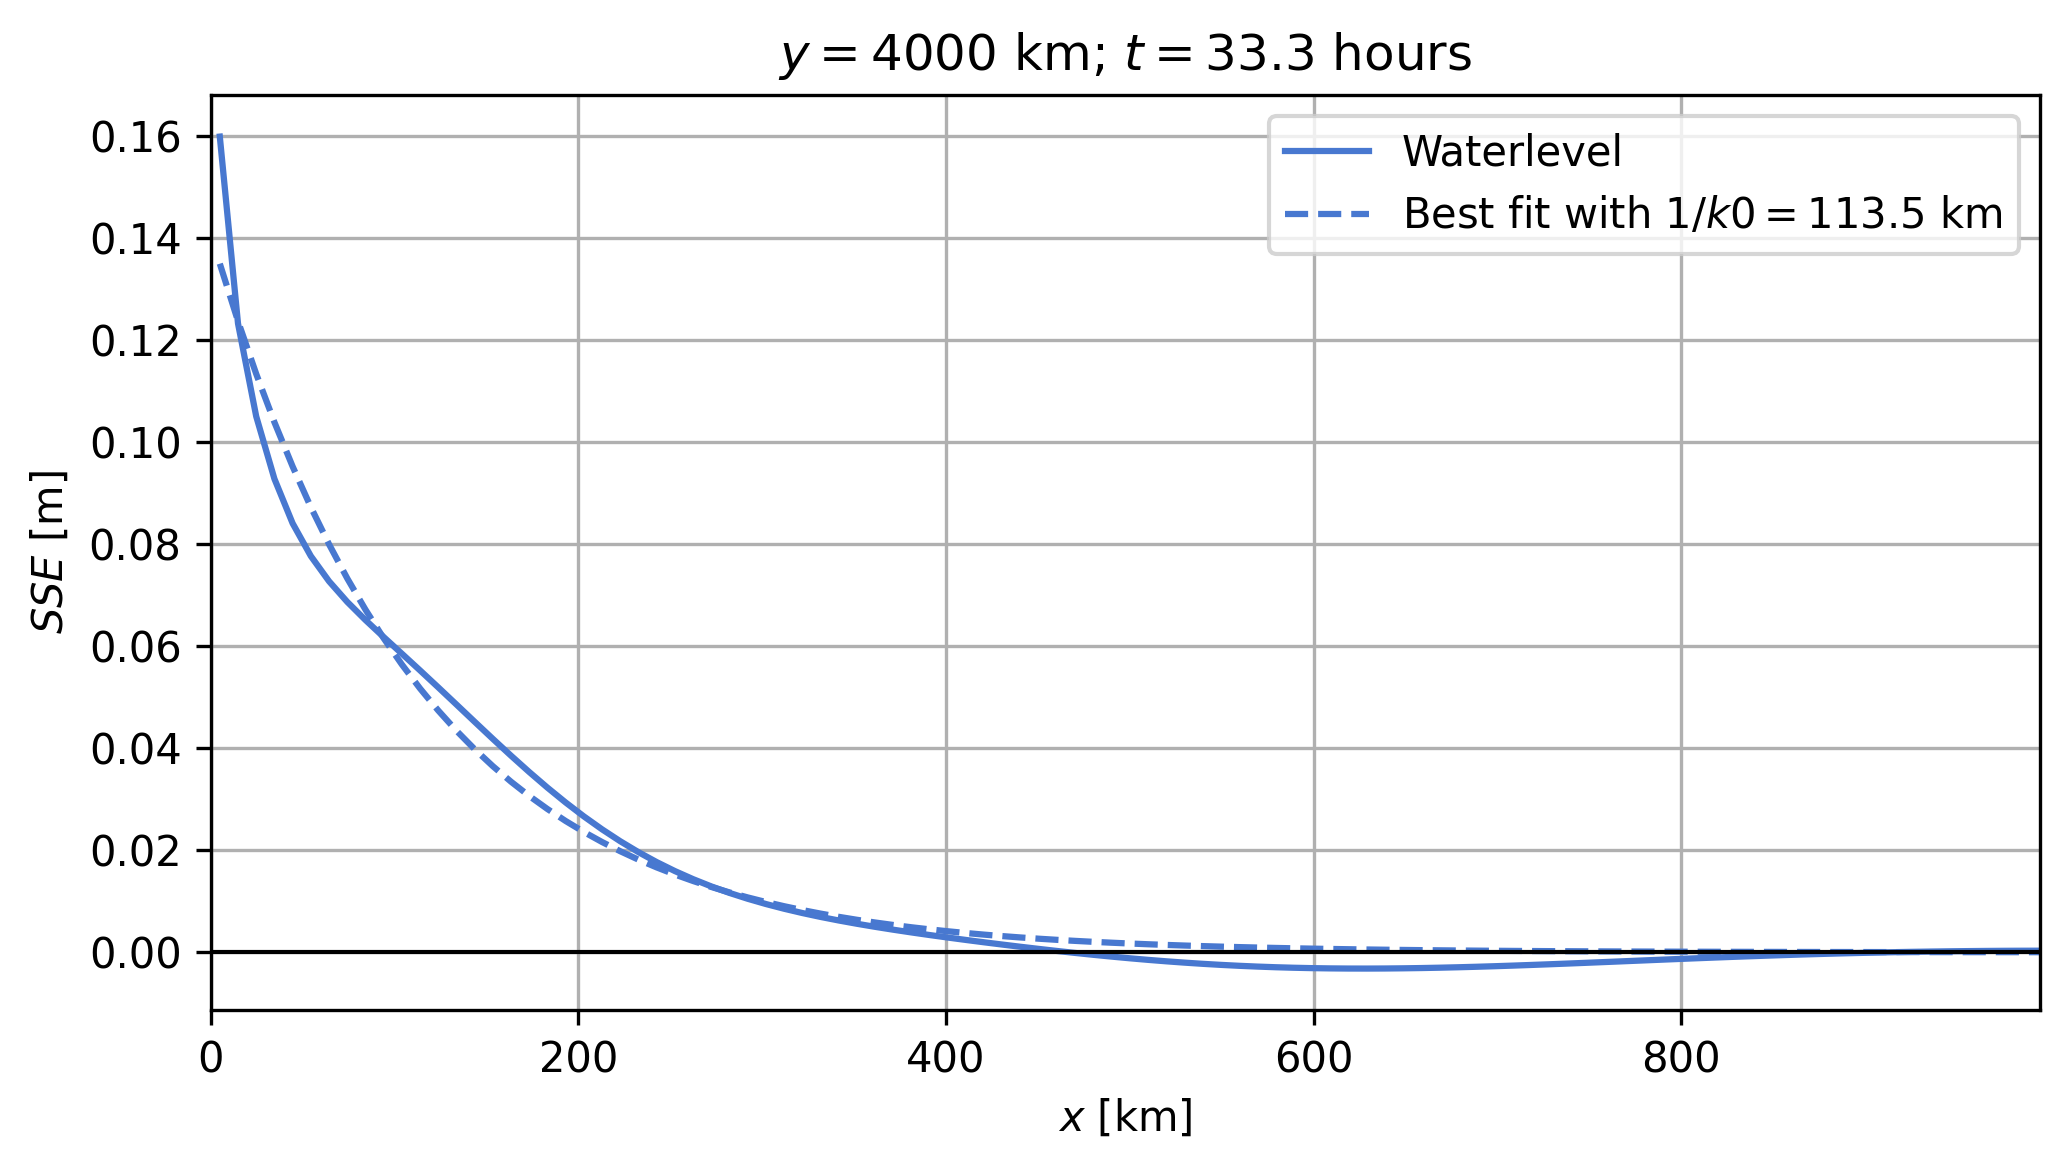 y = 4000 km; t = 33.3 hours
0.16
0.14
0.12
0.10
0.08
0.06
0.04
0.02
0.00
SSE [m]
Waterlevel
Best fit with 1/k0 = 113.5 km
0 200 400 600 800
x [km]